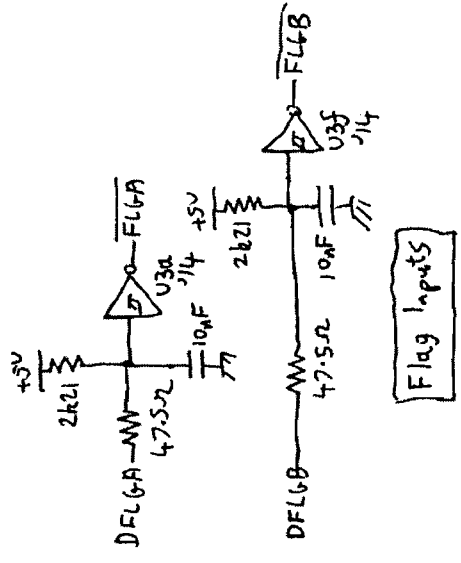 +5V
2k21
DFLGA
47.5Ω
10nF
U3a
'14
FLGA
+5V
2k21
DFLGB
47.5Ω
10nF
U3f
'14
FLGB
Flag Inputs